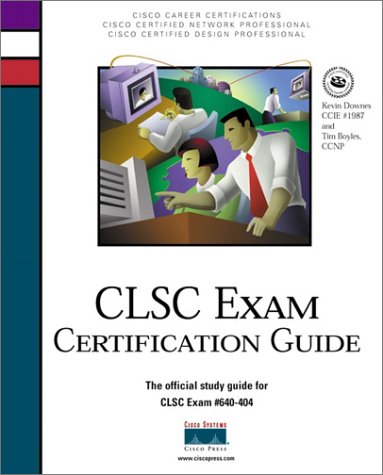 CISCO CAREER CERTIFICATIONS
CISCO CERTIFIED NETWORK PROFESSIONAL
CISCO CERTIFIED DESIGN PROFESSIONAL
Kevin Downes
CCIE #1987
and
Tim Boyles,
CCNP
CLSC EXAM
CERTIFICATION GUIDE
The official study guide for
CLSC Exam #640-404
CISCO SYSTEMS
CISCO PRESS
www.ciscopress.com